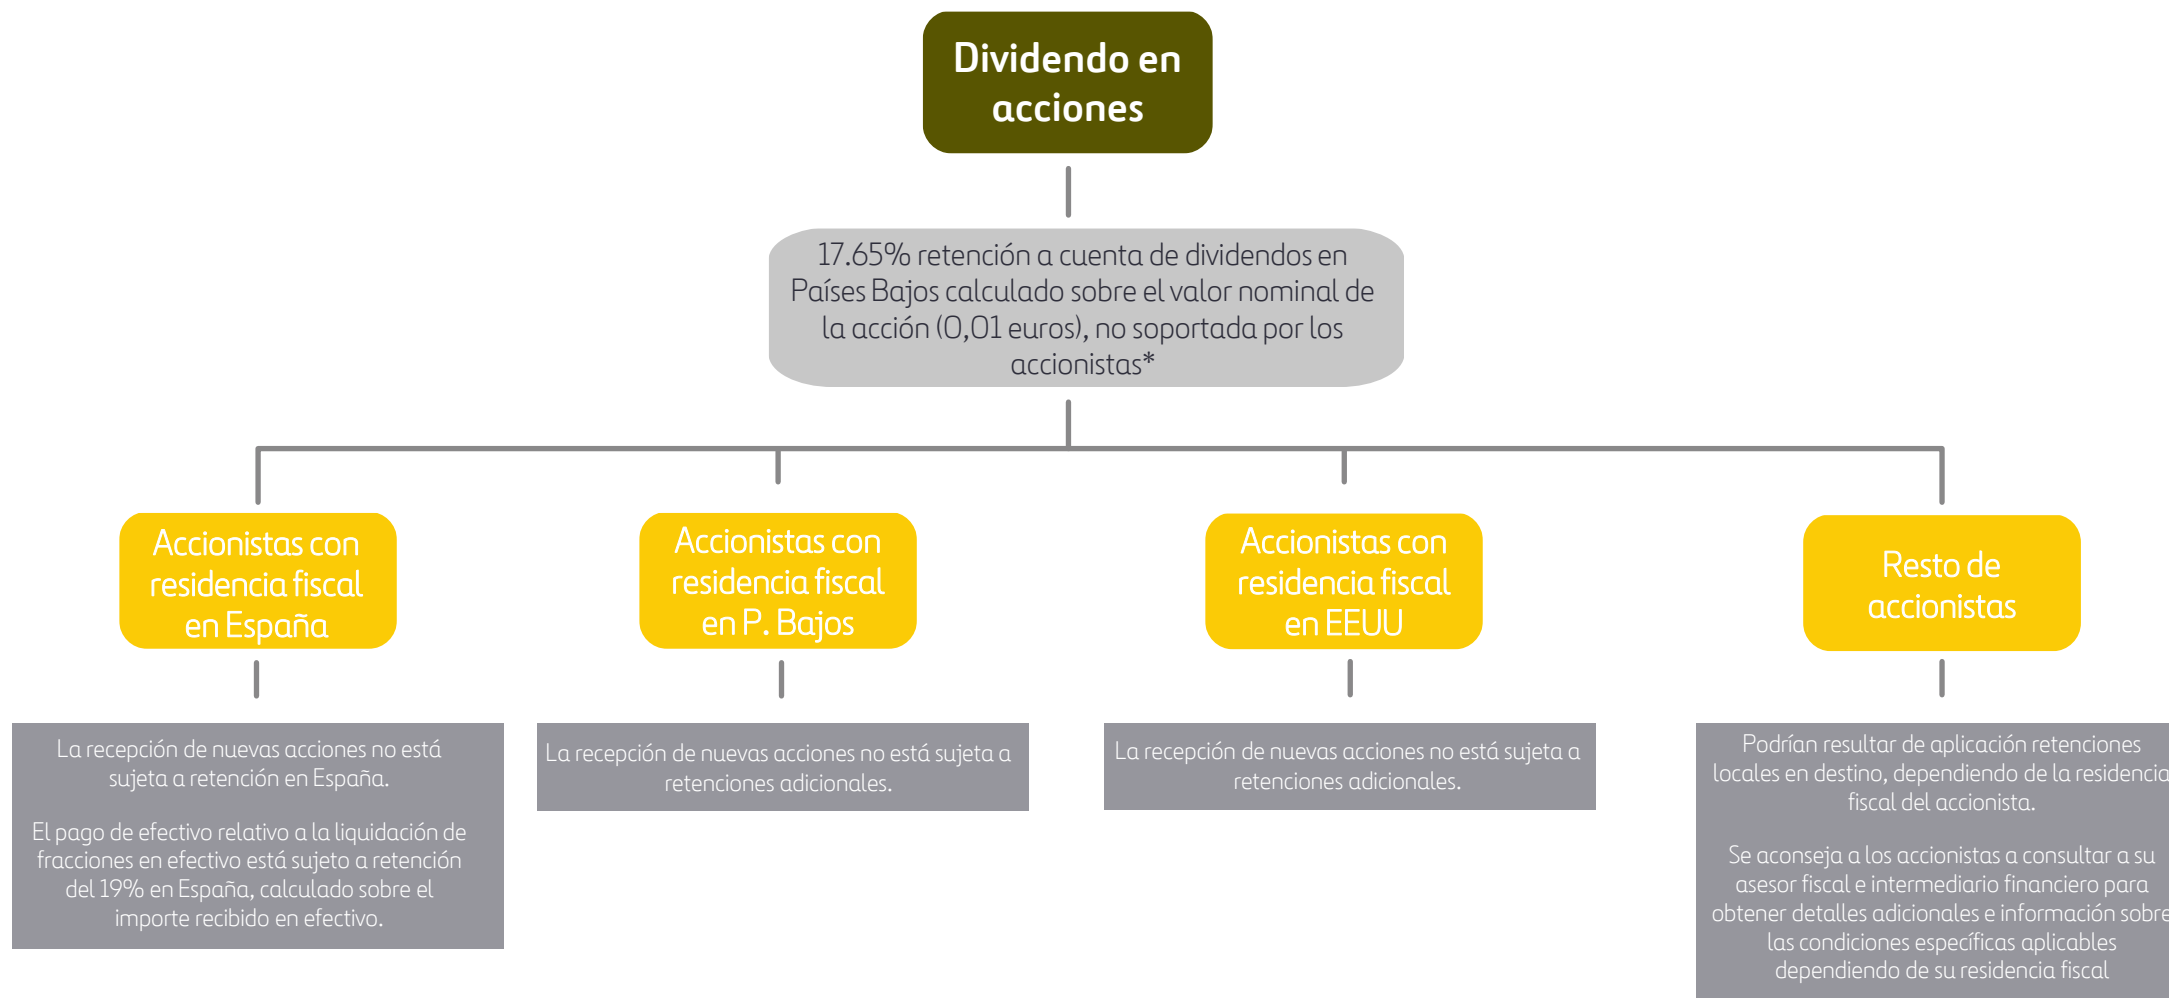 Dividendo en
acciones
17.65% retención a cuenta de dividendos en
Países Bajos calculado sobre el valor nominal de
la acción (0,01 euros), no soportada por los
accionistas*
Accionistas con
residencia fiscal
en España
Accionistas con
residencia fiscal
en P. Bajos
Accionistas con
residencia fiscal
en EEUU
Resto de
accionistas
La recepción de nuevas acciones no está
sujeta a retención en España.
El pago de efectivo relativo a la liquidación de
fracciones en efectivo está sujeto a retención
del 19% en España, calculado sobre el
importe recibido en efectivo.
La recepción de nuevas acciones no está sujeta a
retenciones adicionales.
La recepción de nuevas acciones no está sujeta a
retenciones adicionales.
Podrían resultar de aplicación retenciones
locales en destino, dependiendo de la residencia
fiscal del accionista.
Se aconseja a los accionistas a consultar a su
asesor fiscal e intermediario financiero para
obtener detalles adicionales e información sobre
las condiciones específicas aplicables
dependiendo de su residencia fiscal